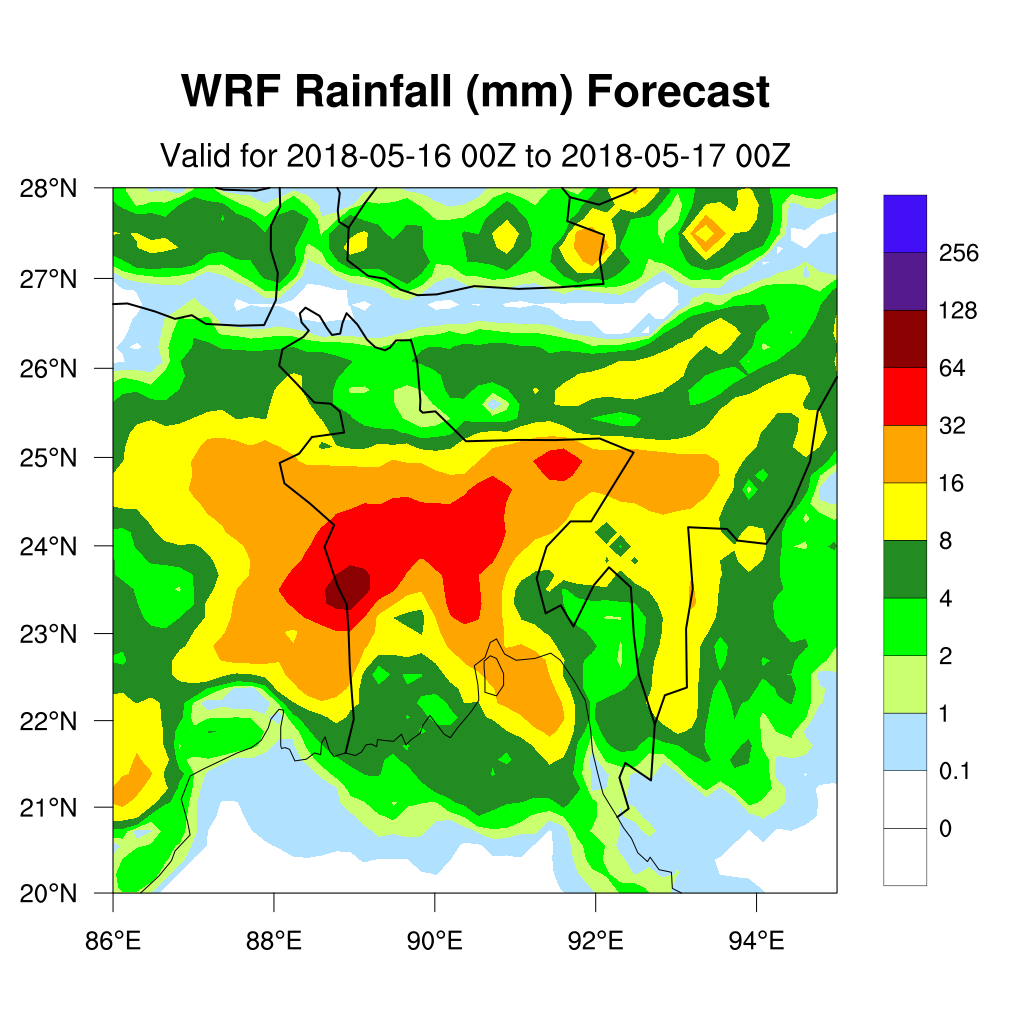 WRF Rainfall (mm) Forecast
Valid for 2018-05-16 00Z to 2018-05-17 00Z
28°N
27°N
26°N
25°N
24°N
23°N
22°N
21°N
20°N
86°E 88°E 90°E 92°E 94°E
256
128
64
32
16
8
4
2
1
0.1
0